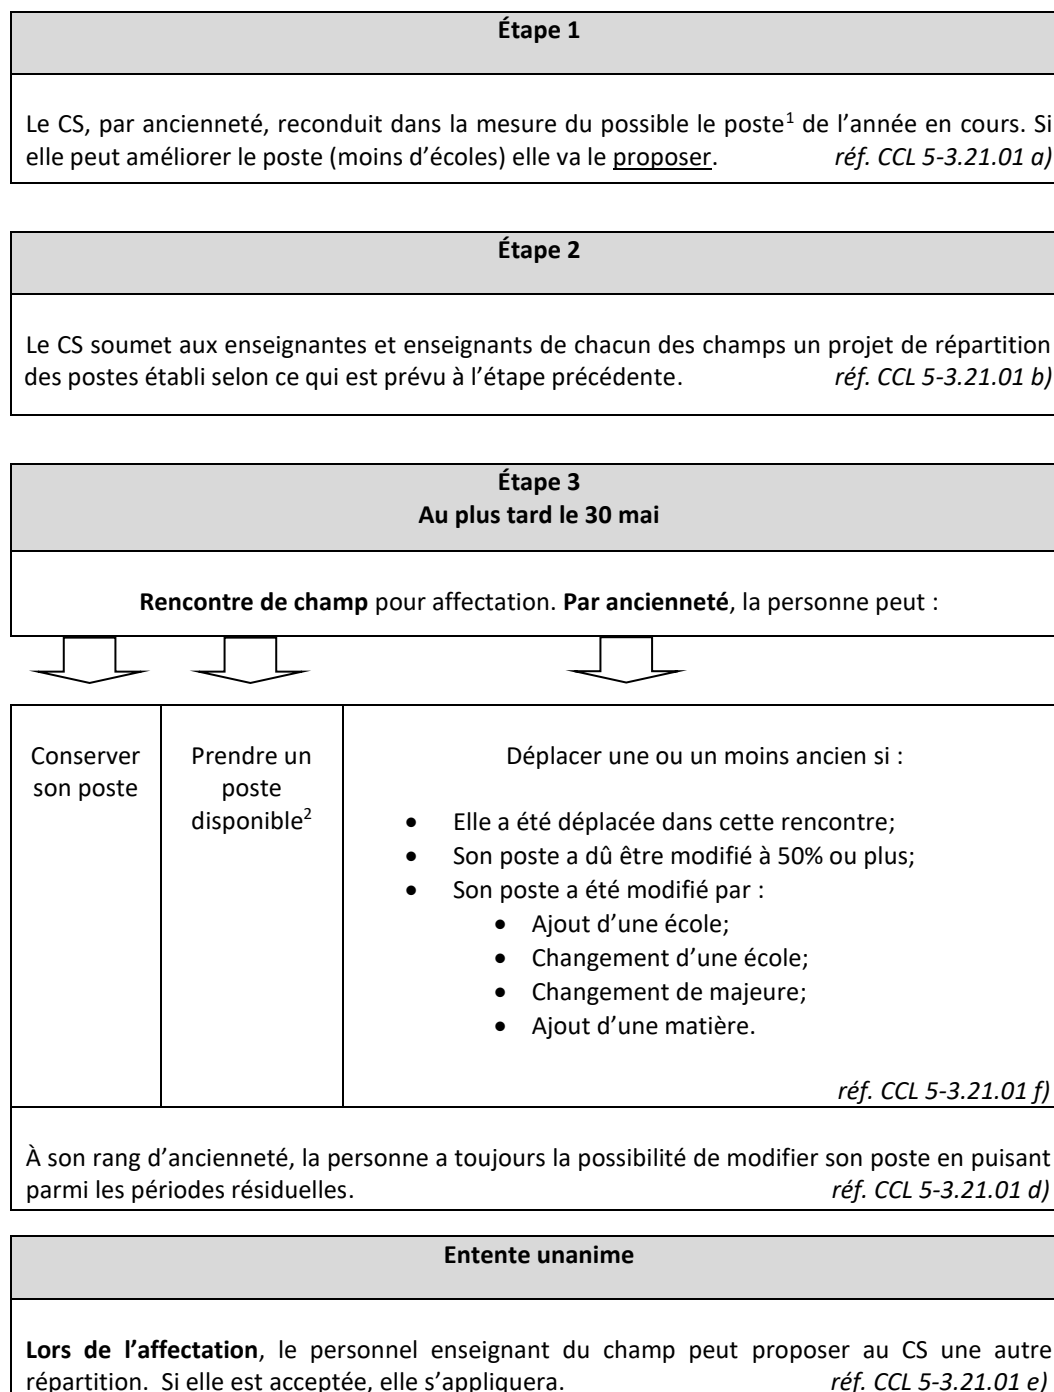 Étape 1
Le CS, par ancienneté, reconduit dans la mesure du possible le poste1 de l’année en cours. Si
elle peut améliorer le poste (moins d’écoles) elle va le proposer. réf. CCL 5-3.21.01 a)
Étape 2
Le CS soumet aux enseignantes et enseignants de chacun des champs un projet de répartition
des postes établi selon ce qui est prévu à l’étape précédente. réf. CCL 5-3.21.01 b)
Étape 3
Au plus tard le 30 mai
Rencontre de champ pour affectation. Par ancienneté, la personne peut :
Conserver
son poste
Prendre un
poste
disponible2
Déplacer une ou un moins ancien si :
• Elle a été déplacée dans cette rencontre;
• Son poste a dû être modifié à 50% ou plus;
• Son poste a été modifié par :
• Ajout d’une école;
• Changement d’une école;
• Changement de majeure;
• Ajout d’une matière.
réf. CCL 5-3.21.01 f)
À son rang d’ancienneté, la personne a toujours la possibilité de modifier son poste en puisant
parmi les périodes résiduelles. réf. CCL 5-3.21.01 d)
Entente unanime
Lors de l’affectation, le personnel enseignant du champ peut proposer au CS une autre
répartition. Si elle est acceptée, elle s’appliquera. réf. CCL 5-3.21.01 e)